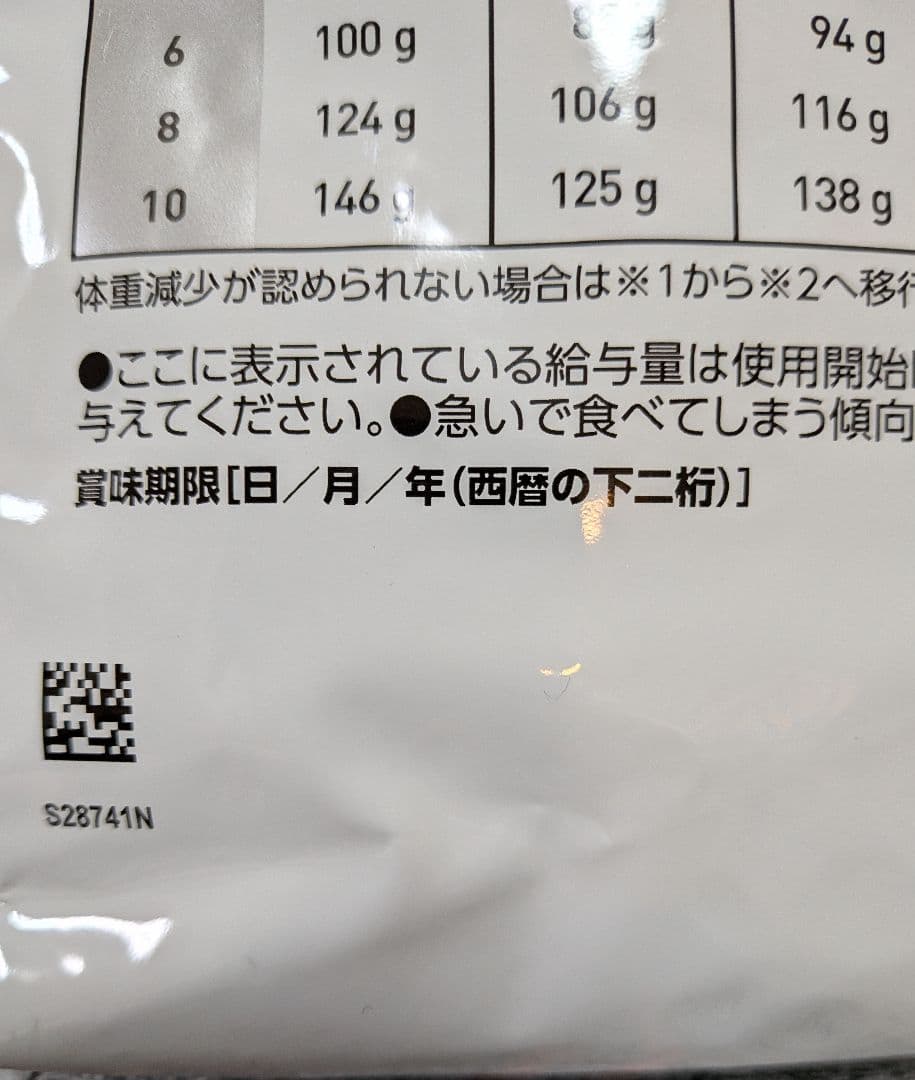 6 100 g 94 g
8 124 g 106 g 116 g
10 146 g 125 g 138 g
体重減少が認められない場合は※1から※2へ移行
●ここに表示されている給与量は使用開始
与えてください。●急いで食べてしまう傾向
賞味期限[日／月／年(西暦の下二桁)]
S28741N